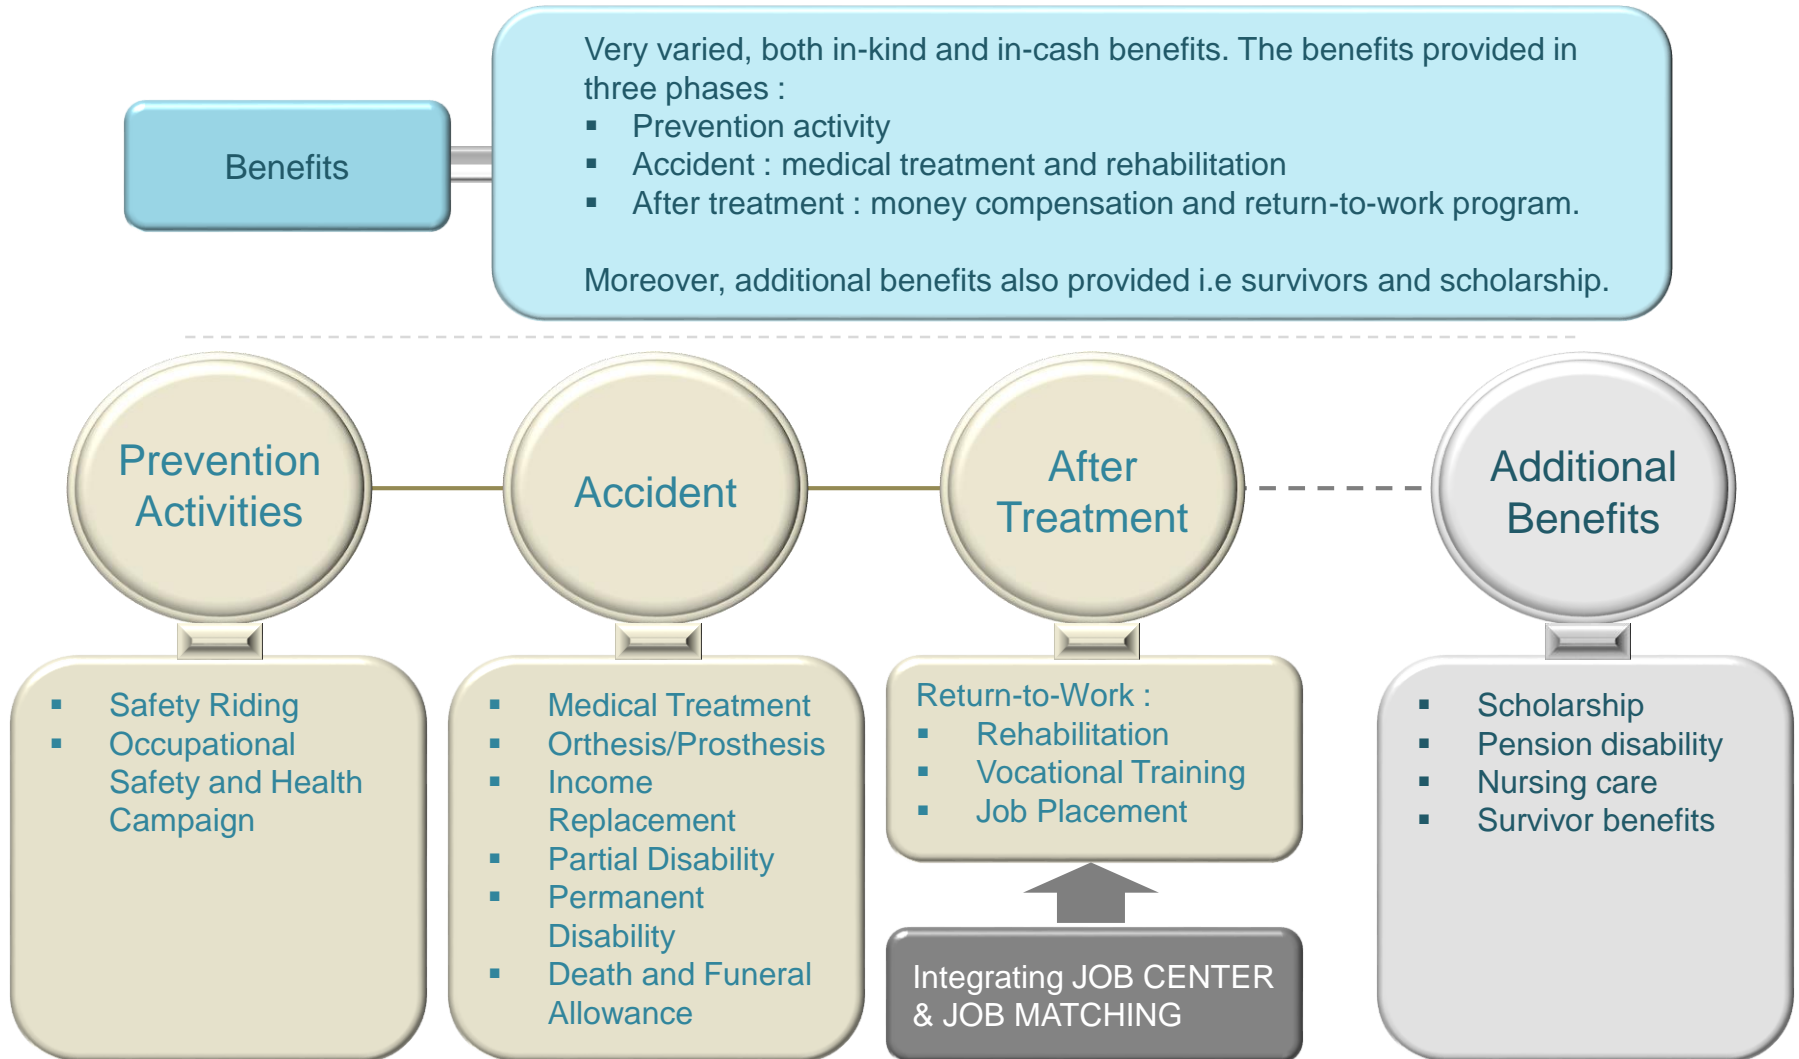 Benefits
Very varied, both in-kind and in-cash benefits. The benefits provided in
three phases :
▪ Prevention activity
▪ Accident : medical treatment and rehabilitation
▪ After treatment : money compensation and return-to-work program.
Moreover, additional benefits also provided i.e survivors and scholarship.
Prevention
Activities
▪ Safety Riding
▪ Occupational
Safety and Health
Campaign
Accident
▪ Medical Treatment
▪ Orthesis/Prosthesis
▪ Income
Replacement
▪ Partial Disability
▪ Permanent
Disability
▪ Death and Funeral
Allowance
After
Treatment
Return-to-Work :
▪ Rehabilitation
▪ Vocational Training
▪ Job Placement
Integrating JOB CENTER
& JOB MATCHING
Additional
Benefits
▪ Scholarship
▪ Pension disability
▪ Nursing care
▪ Survivor benefits